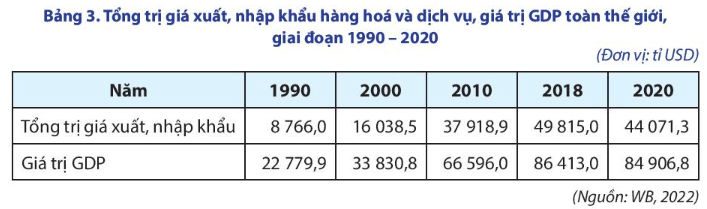 Bảng 3. Tổng trị giá xuất, nhập khẩu hàng hoá và dịch vụ, giá trị GDP toàn thế giới,
giai đoạn 1990 – 2020
(Đơn vị: tỉ USD)
Năm 1990 2000 2010 2018 2020
Tổng trị giá xuất, nhập khẩu 8 766,0 16 038,5 37 918,9 49 815,0 44 071,3
Giá trị GDP 22 779,9 33 830,8 66 596,0 86 413,0 84 906,8
(Nguồn: WB, 2022)